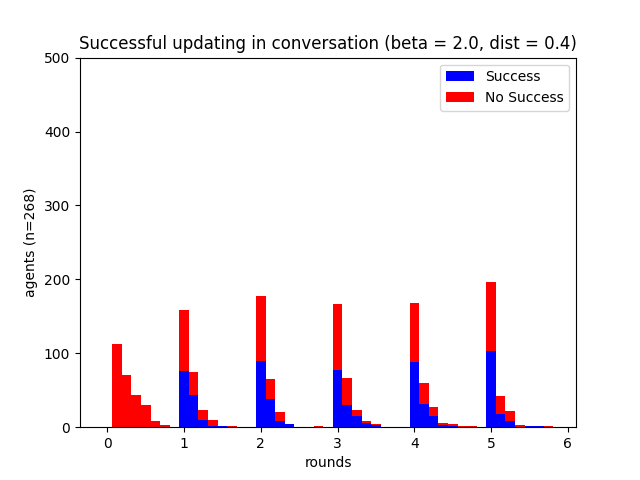 Successful updating in conversation (beta = 2.0, dist = 0.4)
Success
No Success
500
400
300
200
100
0
agents (n=268)
0 1 2 3 4 5 6
rounds